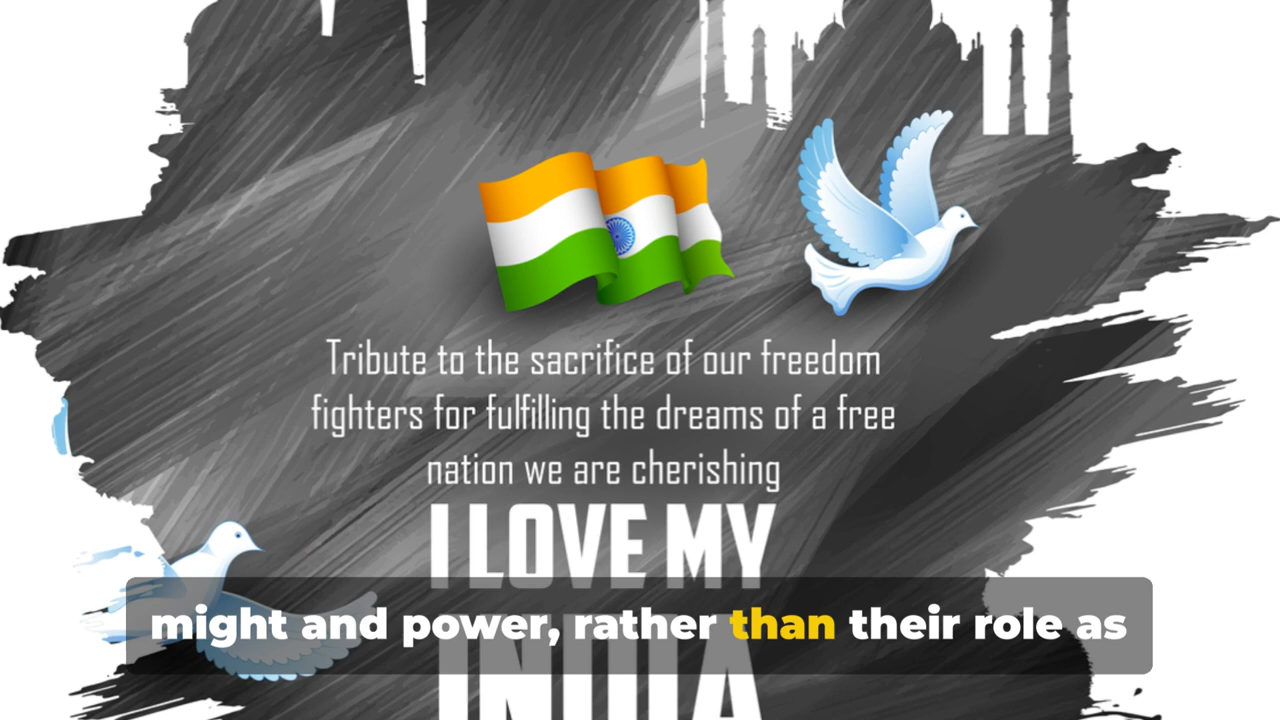 Tribute to the sacrifice of our freedom
fighters for fulfilling the dreams of a free
nation we are cherishing
I LOVE MY
INDIA
might and power, rather than their role as